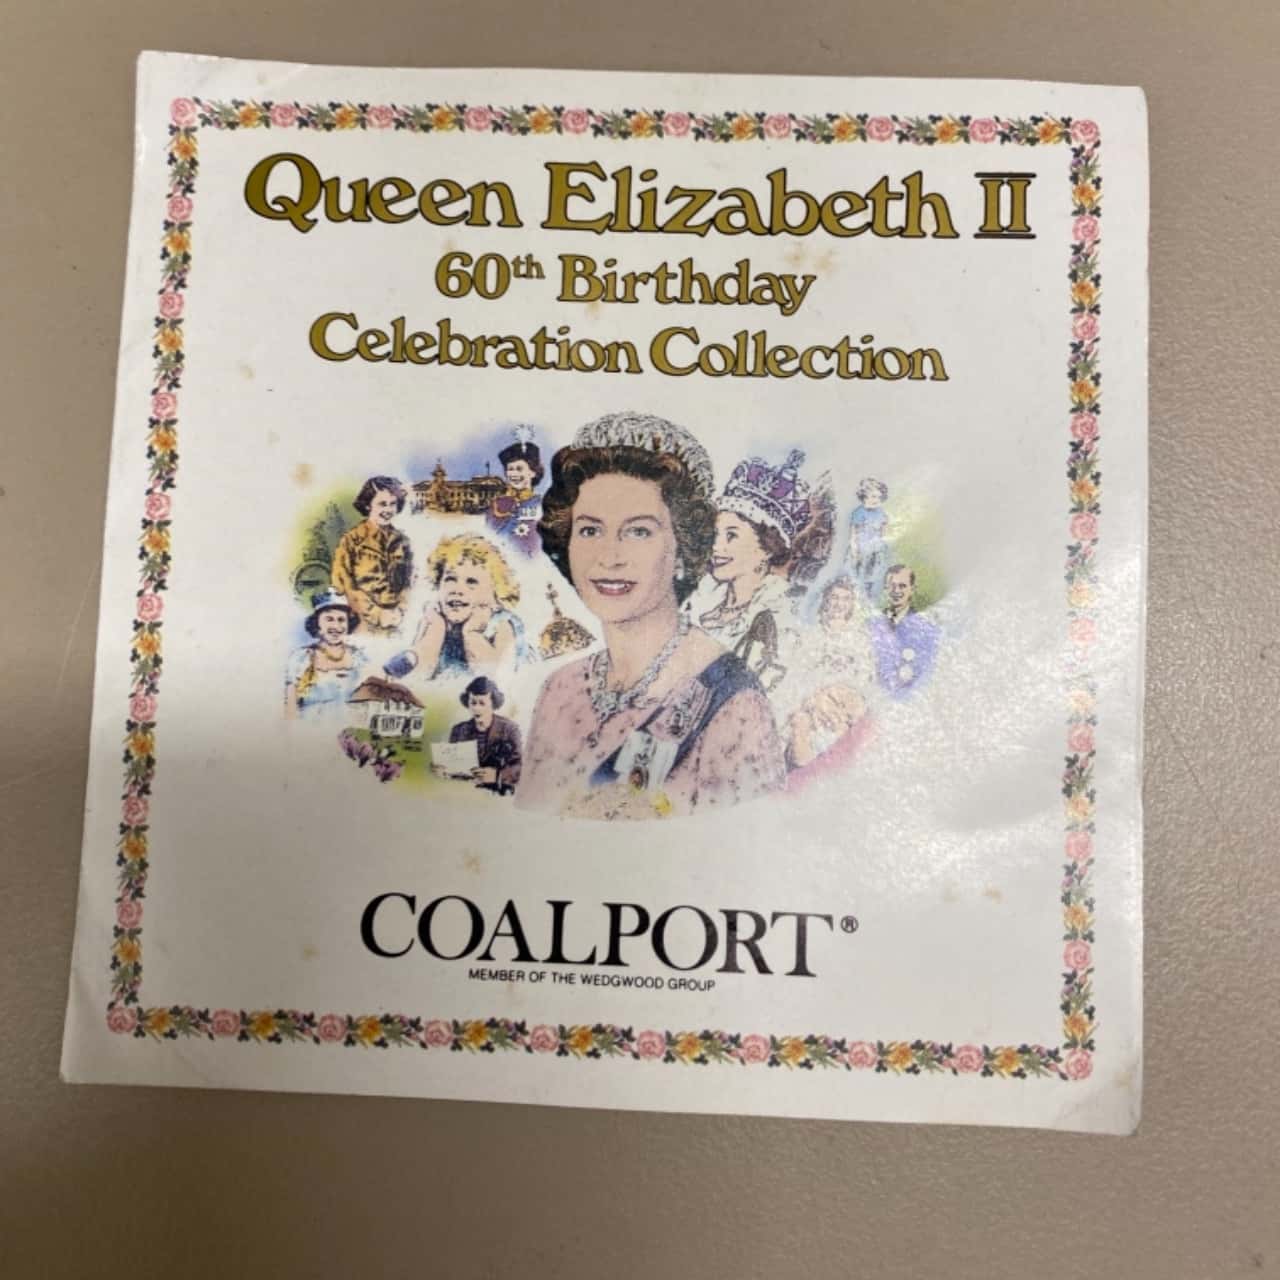 Queen Elizabeth II
60th Birthday
Celebration Collection
COALPORT®
MEMBER OF THE WEDGWOOD GROUP